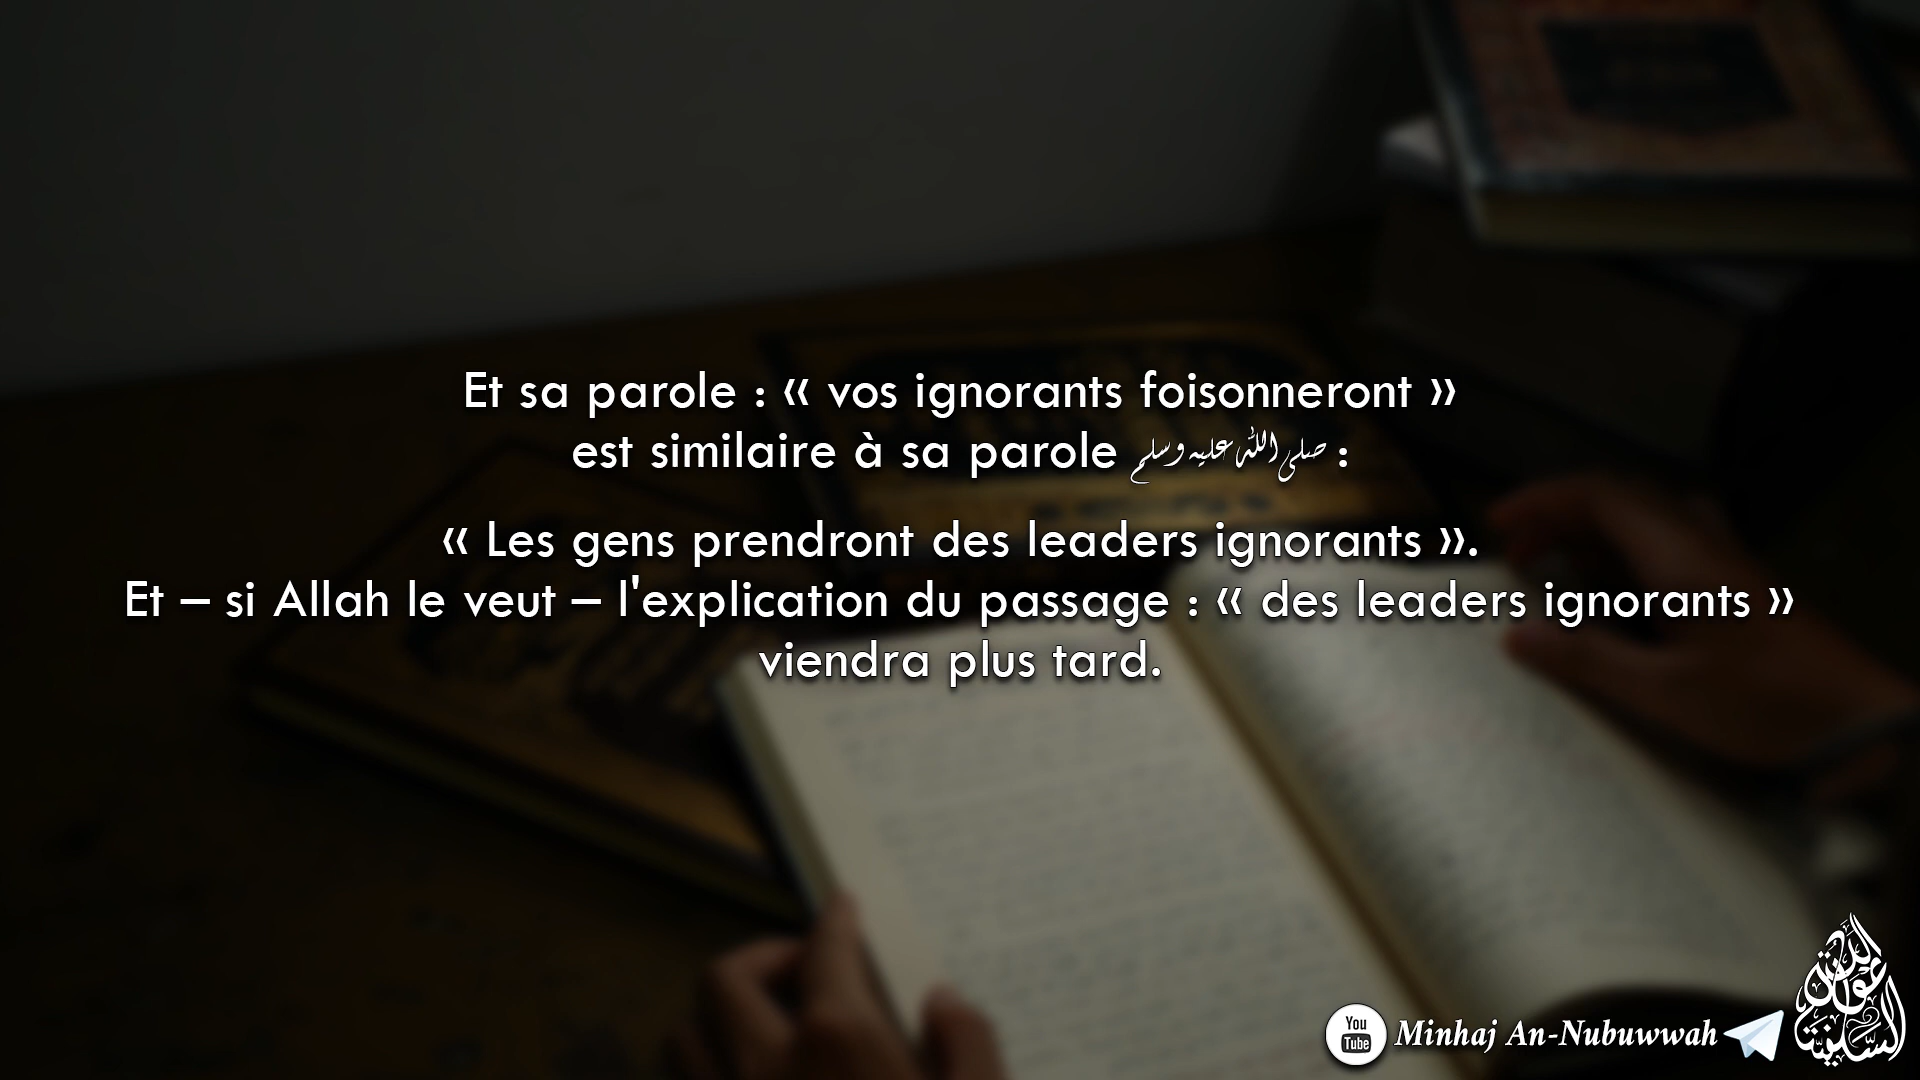 Et sa parole : « vos ignorants foisonneront »
est similaire à sa parole صلى الله عليه وسلم :
« Les gens prendront des leaders ignorants ».
Et – si Allah le veut – l'explication du passage : « des leaders ignorants »
viendra plus tard.
You
Tube
Minhaj An-Nubuwwah